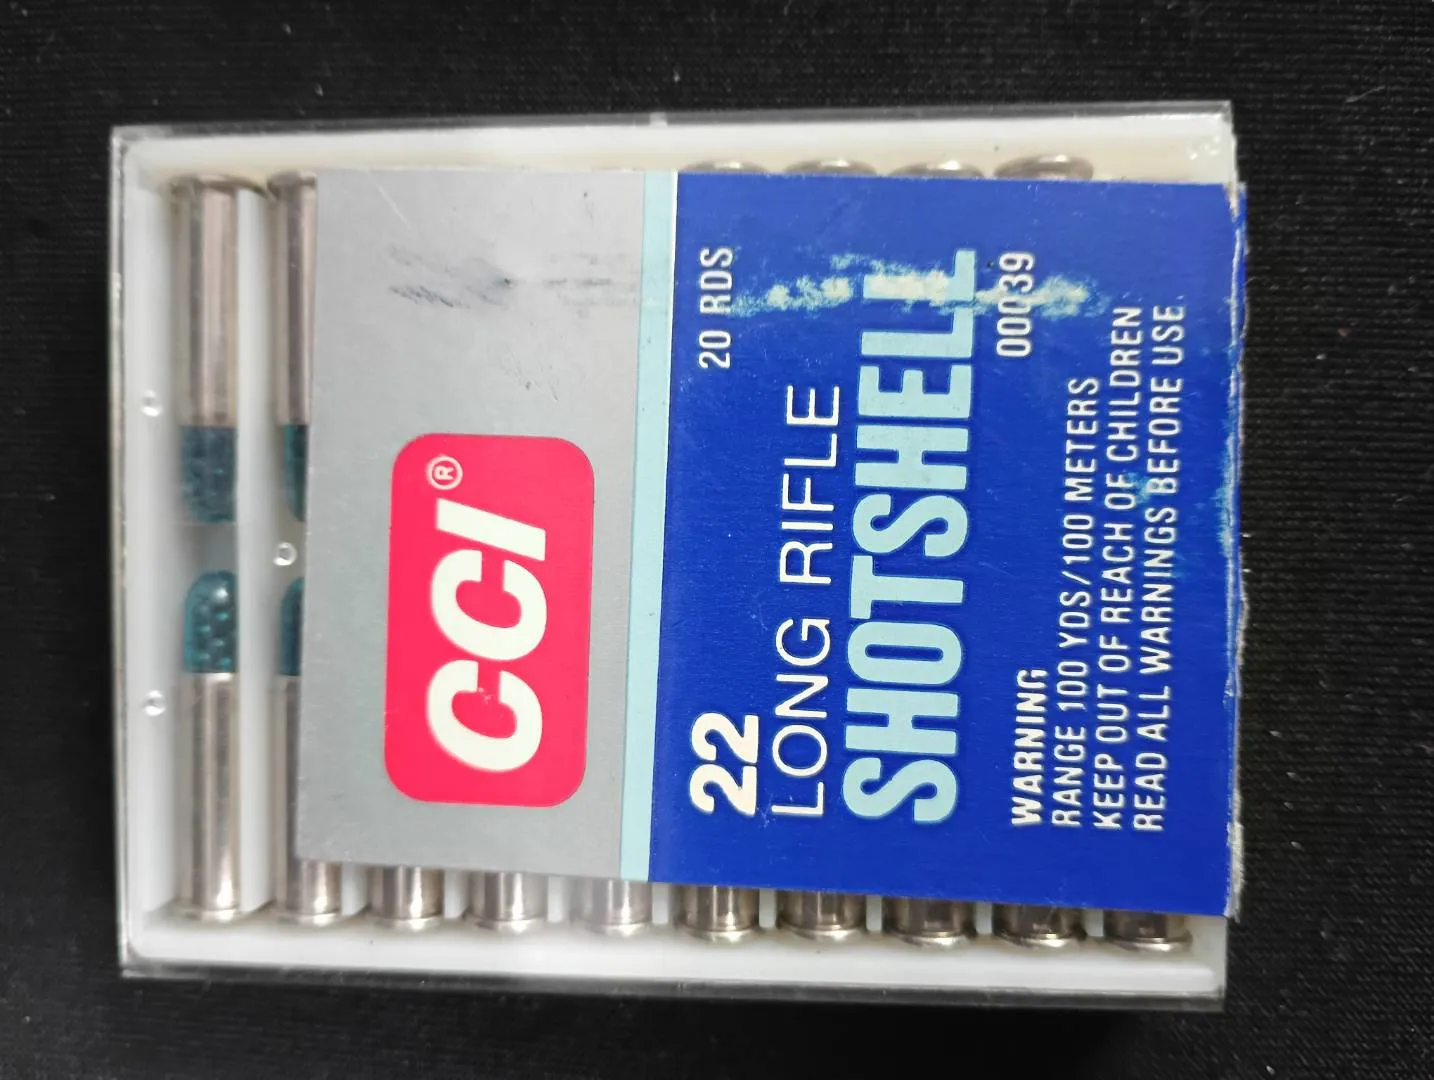 CCI®
22
20 RDS
LONG RIFLE
SHOTSHELL
00039
WARNING
RANGE 100 YDS/100 METERS
KEEP OUT OF REACH OF CHILDREN
READ ALL WARNINGS BEFORE USE.